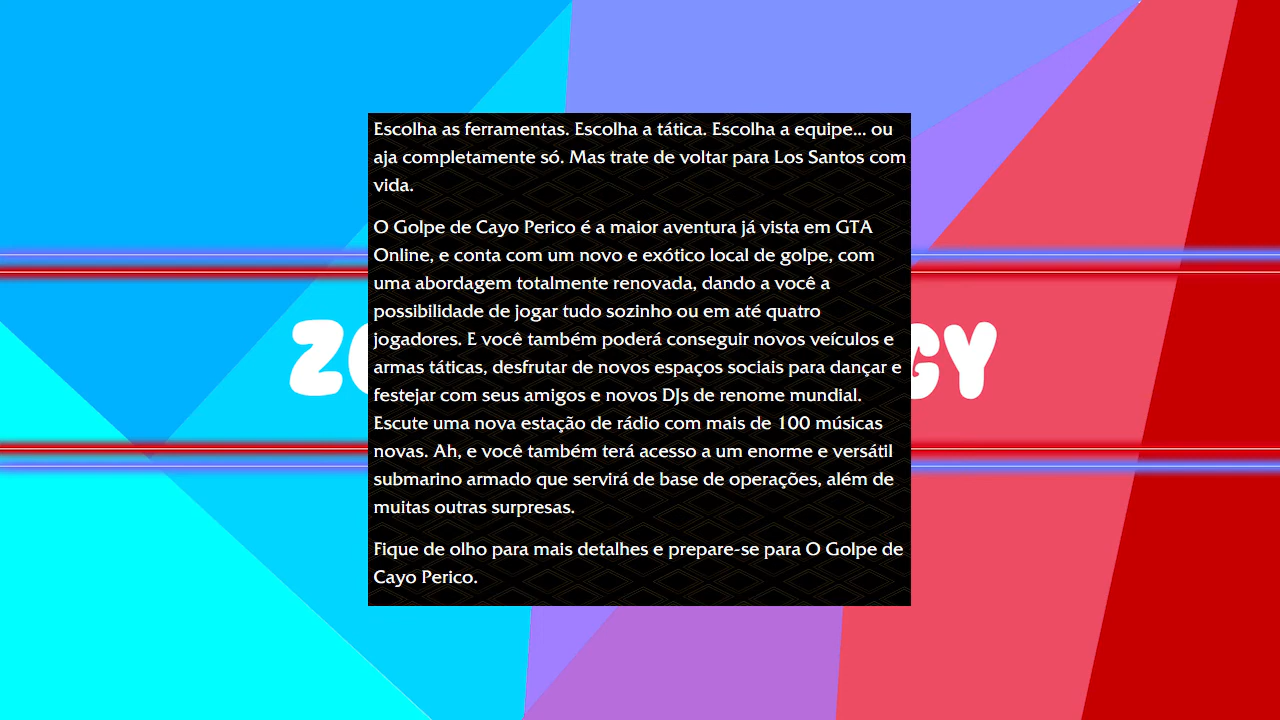 Escolha as ferramentas. Escolha a tática. Escolha a equipe... ou
aja completamente só. Mas trate de voltar para Los Santos com
vida.
O Golpe de Cayo Perico é a maior aventura já vista em GTA
Online, e conta com um novo e exótico local de golpe, com
uma abordagem totalmente renovada, dando a você a
possibilidade de jogar tudo sozinho ou em até quatro
jogadores. E você também poderá conseguir novos veículos e
armas táticas, desfrutar de novos espaços sociais para dançar e
festejar com seus amigos e novos DJs de renome mundial.
Escute uma nova estação de rádio com mais de 100 músicas
novas. Ah, e você também terá acesso a um enorme e versátil
submarino armado que servirá de base de operações, além de
muitas outras surpresas.
Fique de olho para mais detalhes e prepare-se para O Golpe de
Cayo Perico.